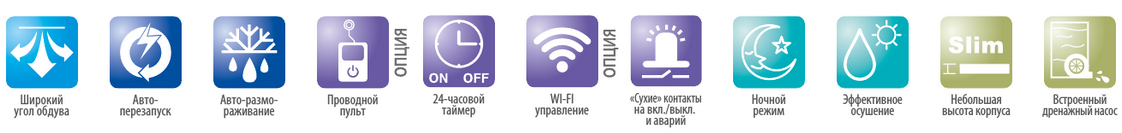 Широкий
угол обдува
Авто-
перезапуск
Авто-размо-
раживание
Проводной
пульт
ОПЦИЯ
ON OFF
24-часовой
таймер
WI-FI
управление
ОПЦИЯ
«Сухие» контакты
на вкл./выкл.
и аварий
Ночной
режим
Эффективное
осушение
Slim
Небольшая
высота корпуса
Встроенный
дренажный насос